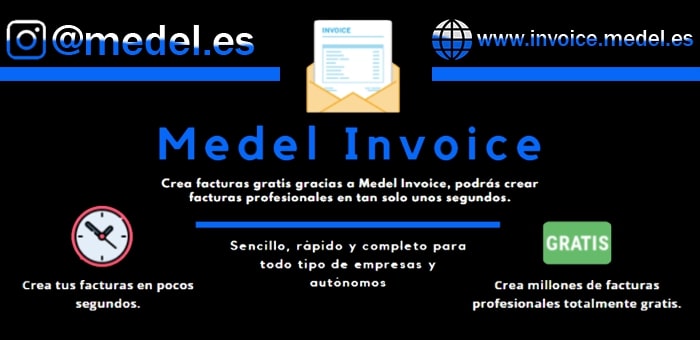 @medel.es
www.invoice.medel.es
INVOICE
Medel Invoice
Crea facturas gratis gracias a Medel Invoice, podrás crear
facturas profesionales en tan solo unos segundos.
Sencillo, rápido y completo para
todo tipo de empresas y
autónomos
Crea tus facturas en pocos
segundos.
GRATIS
Crea millones de facturas
profesionales totalmente gratis.